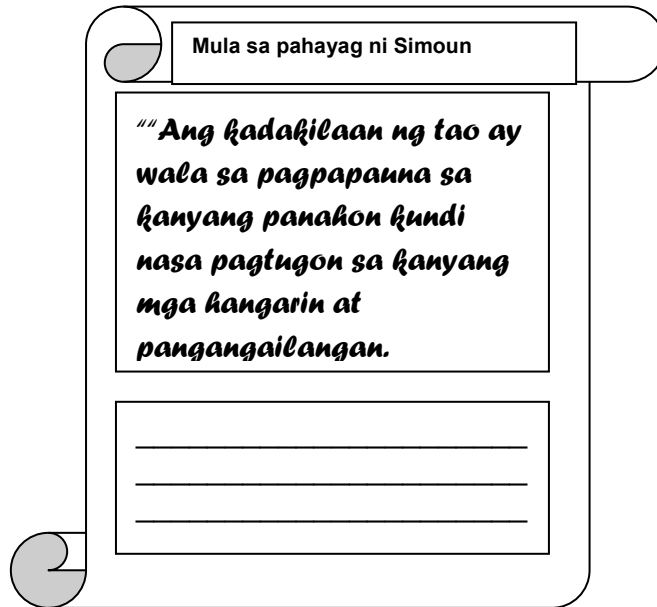 Mula sa pahayag ni Simoun
““Ang kadakilaan ng tao ay
wala sa pagpapauna sa
kanyang panahon kundi
nasa pagtugon sa kanyang
mga hangarin at
pangangailangan.